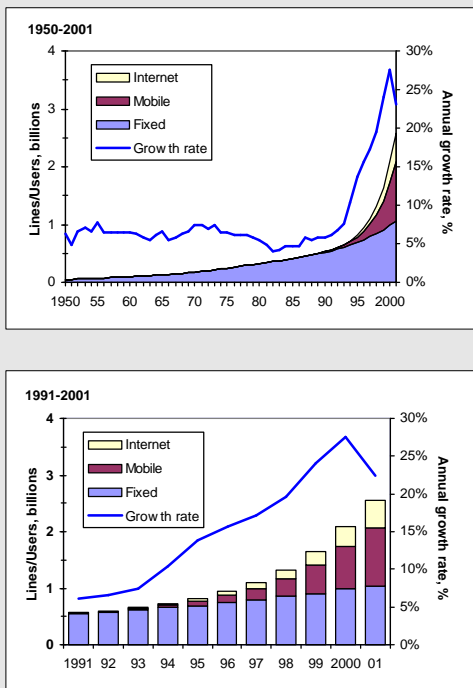 1950-2001
Lines/Users, billions
4
3
2
1
0
Internet
Mobile
Fixed
Growth rate
30%
25%
20%
15%
10%
5%
0%
Annual growth rate, %
1950 55 60 65 70 75 80 85 90 95 2000
1991-2001
Lines/Users, billions
4
3
2
1
0
Internet
Mobile
Fixed
Growth rate
30%
25%
20%
15%
10%
5%
0%
Annual growth rate, %
1991 92 93 94 95 96 97 98 99 2000 01